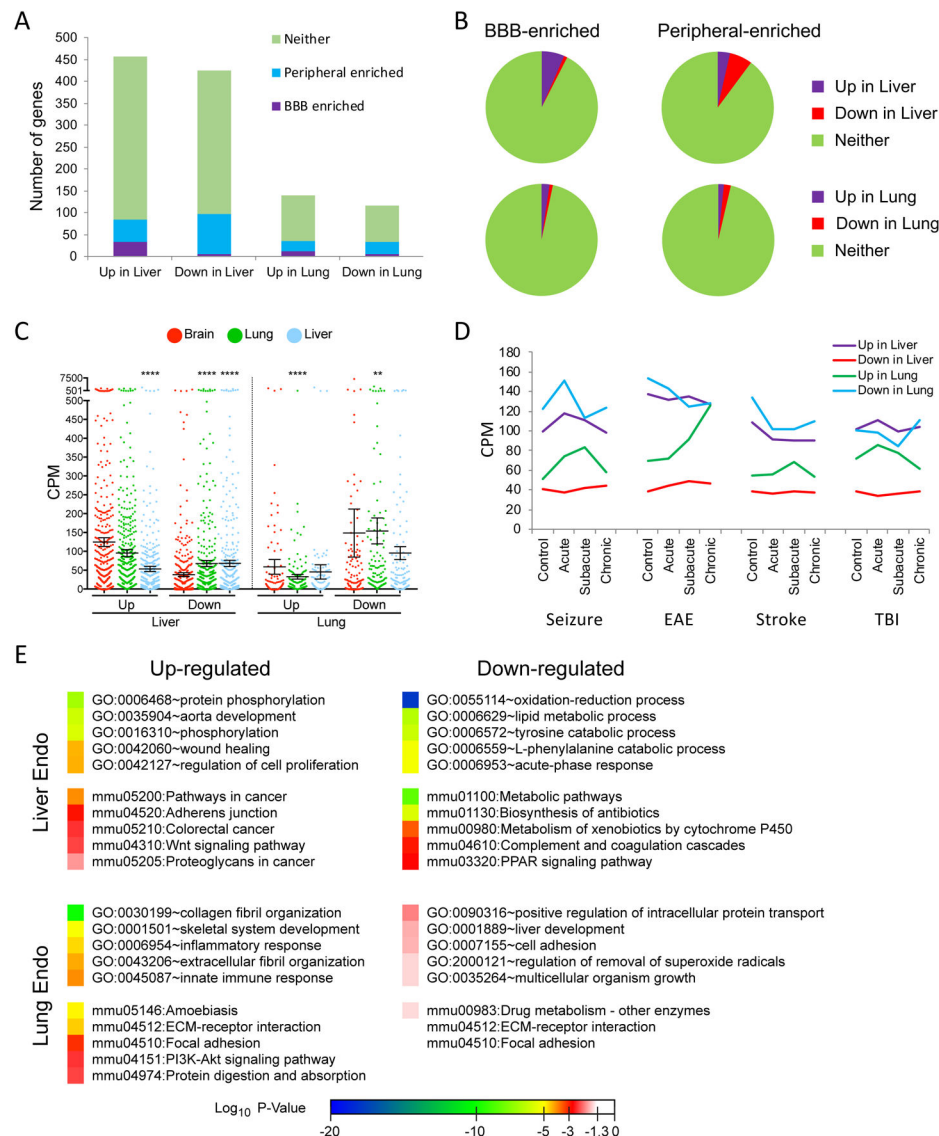 A
Number of genes
500
450
400
350
300
250
200
150
100
50
0
Neither
Peripheral enriched
BBB enriched
Up in Liver
Down in Liver
Up in Lung
Down in Lung
B
BBB-enriched
Peripheral-enriched
Up in Liver
Down in Liver
Neither
Up in Lung
Down in Lung
Neither
C
Brain
Lung
Liver
CPM
7500
501
500
450
400
350
300
250
200
150
100
50
0
****
**** ****
****
**
Up
Down
Up
Down
Liver
Lung
D
CPM
180
160
140
120
100
80
60
40
20
0
Up in Liver
Down in Liver
Up in Lung
Down in Lung
Control
Acute
Subacute
Chronic
Control
Acute
Subacute
Chronic
Control
Acute
Subacute
Chronic
Control
Acute
Subacute
Chronic
Seizure
EAE
Stroke
TBI
E
Up-regulated
Down-regulated
Liver Endo
GO:0006468~protein phosphorylation
GO:0035904~aorta development
GO:0016310~phosphorylation
GO:0042060~wound healing
GO:0042127~regulation of cell proliferation
mmu05200:Pathways in cancer
mmu04520:Adherens junction
mmu05210:Colorectal cancer
mmu04310:Wnt signaling pathway
mmu05205:Proteoglycans in cancer
GO:0055114~oxidation-reduction process
GO:0006629~lipid metabolic process
GO:0006572~tyrosine catabolic process
GO:0006559~L-phenylalanine catabolic process
GO:0006953~acute-phase response
mmu01100:Metabolic pathways
mmu01130:Biosynthesis of antibiotics
mmu00980:Metabolism of xenobiotics by cytochrome P450
mmu04610:Complement and coagulation cascades
mmu03320:PPAR signaling pathway
Lung Endo
GO:0030199~collagen fibril organization
GO:0001501~skeletal system development
GO:0006954~inflammatory response
GO:0043206~extracellular fibril organization
GO:0045087~innate immune response
mmu05146:Amoebiasis
mmu04512:ECM-receptor interaction
mmu04510:Focal adhesion
mmu04151:PI3K-Akt signaling pathway
mmu04974:Protein digestion and absorption
GO:0090316~positive regulation of intracellular protein transport
GO:0001889~liver development
GO:0007155~cell adhesion
GO:2000121~regulation of removal of superoxide radicals
GO:0035264~multicellular organism growth
mmu00983:Drug metabolism - other enzymes
mmu04512:ECM-receptor interaction
mmu04510:Focal adhesion
Log10 P-Value
-20
-10
-5
-3
-1.3
0